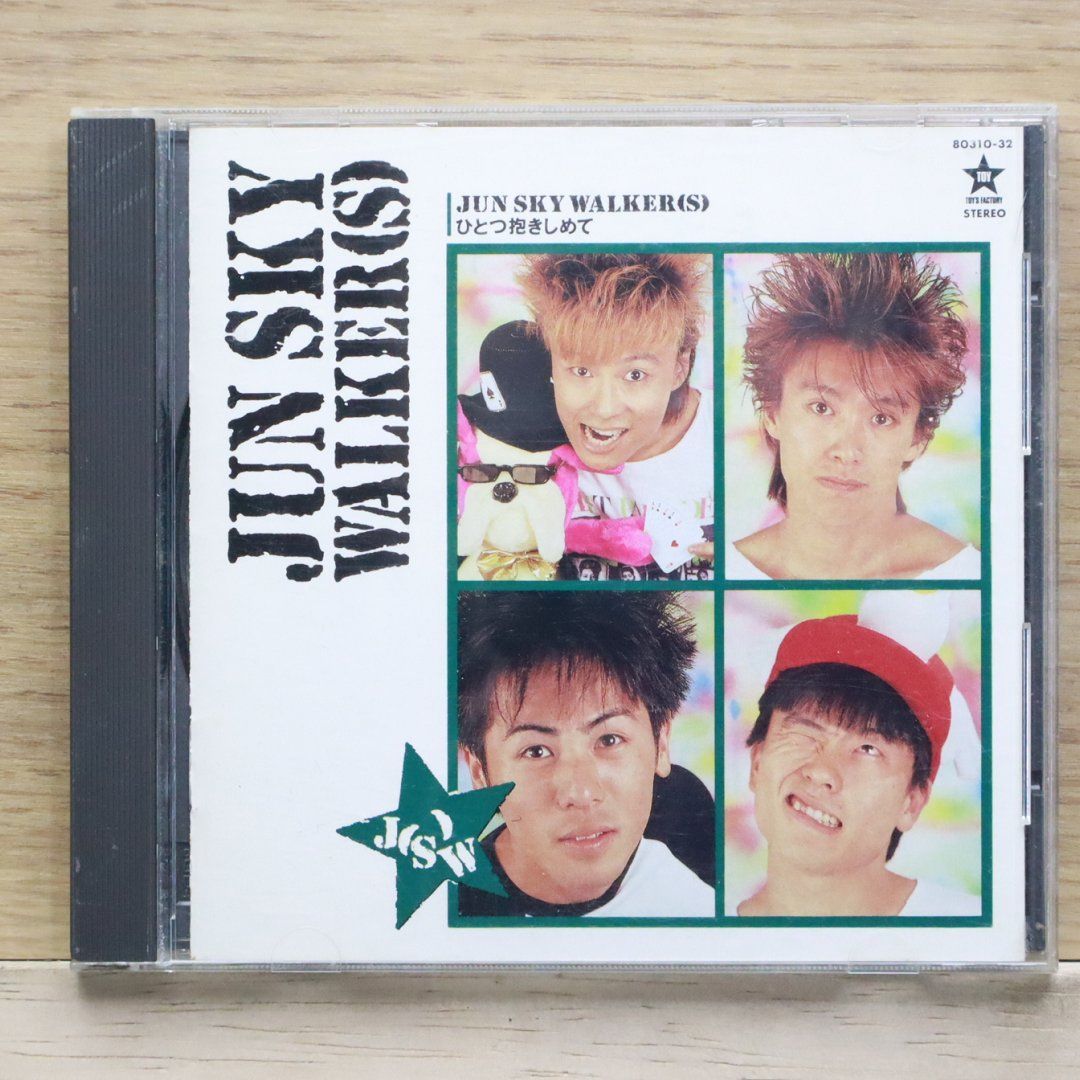 JUN SKY
WALKER(S)
80310-32
TOY
TOY'S FACTORY
STEREO
JUN SKY WALKER(S)
ひとつ抱きしめて
J(S)W